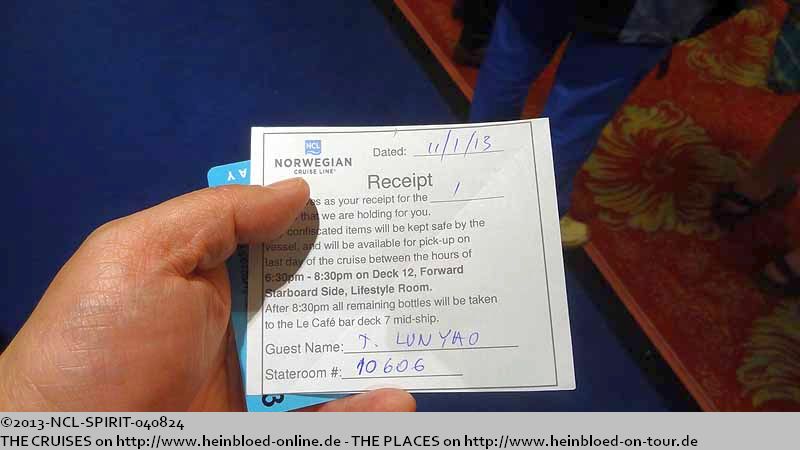 NCL
NORWEGIAN
CRUISE LINE®
Dated: 11/1/13
Receipt
as your receipt for the 1
that we are holding for you.
confiscated items will be kept safe by the
vessel, and will be available for pick-up on
last day of the cruise between the hours of
6:30pm - 8:30pm on Deck 12, Forward
Starboard Side, Lifestyle Room.
After 8:30pm all remaining bottles will be taken
to the Le Café bar deck 7 mid-ship.
Guest Name: T. LUN YAO
Stateroom #: 10606
©2013-NCL-SPIRIT-040824
THE CRUISES on http://www.heinbloed-online.de - THE PLACES on http://www.heinbloed-on-tour.de